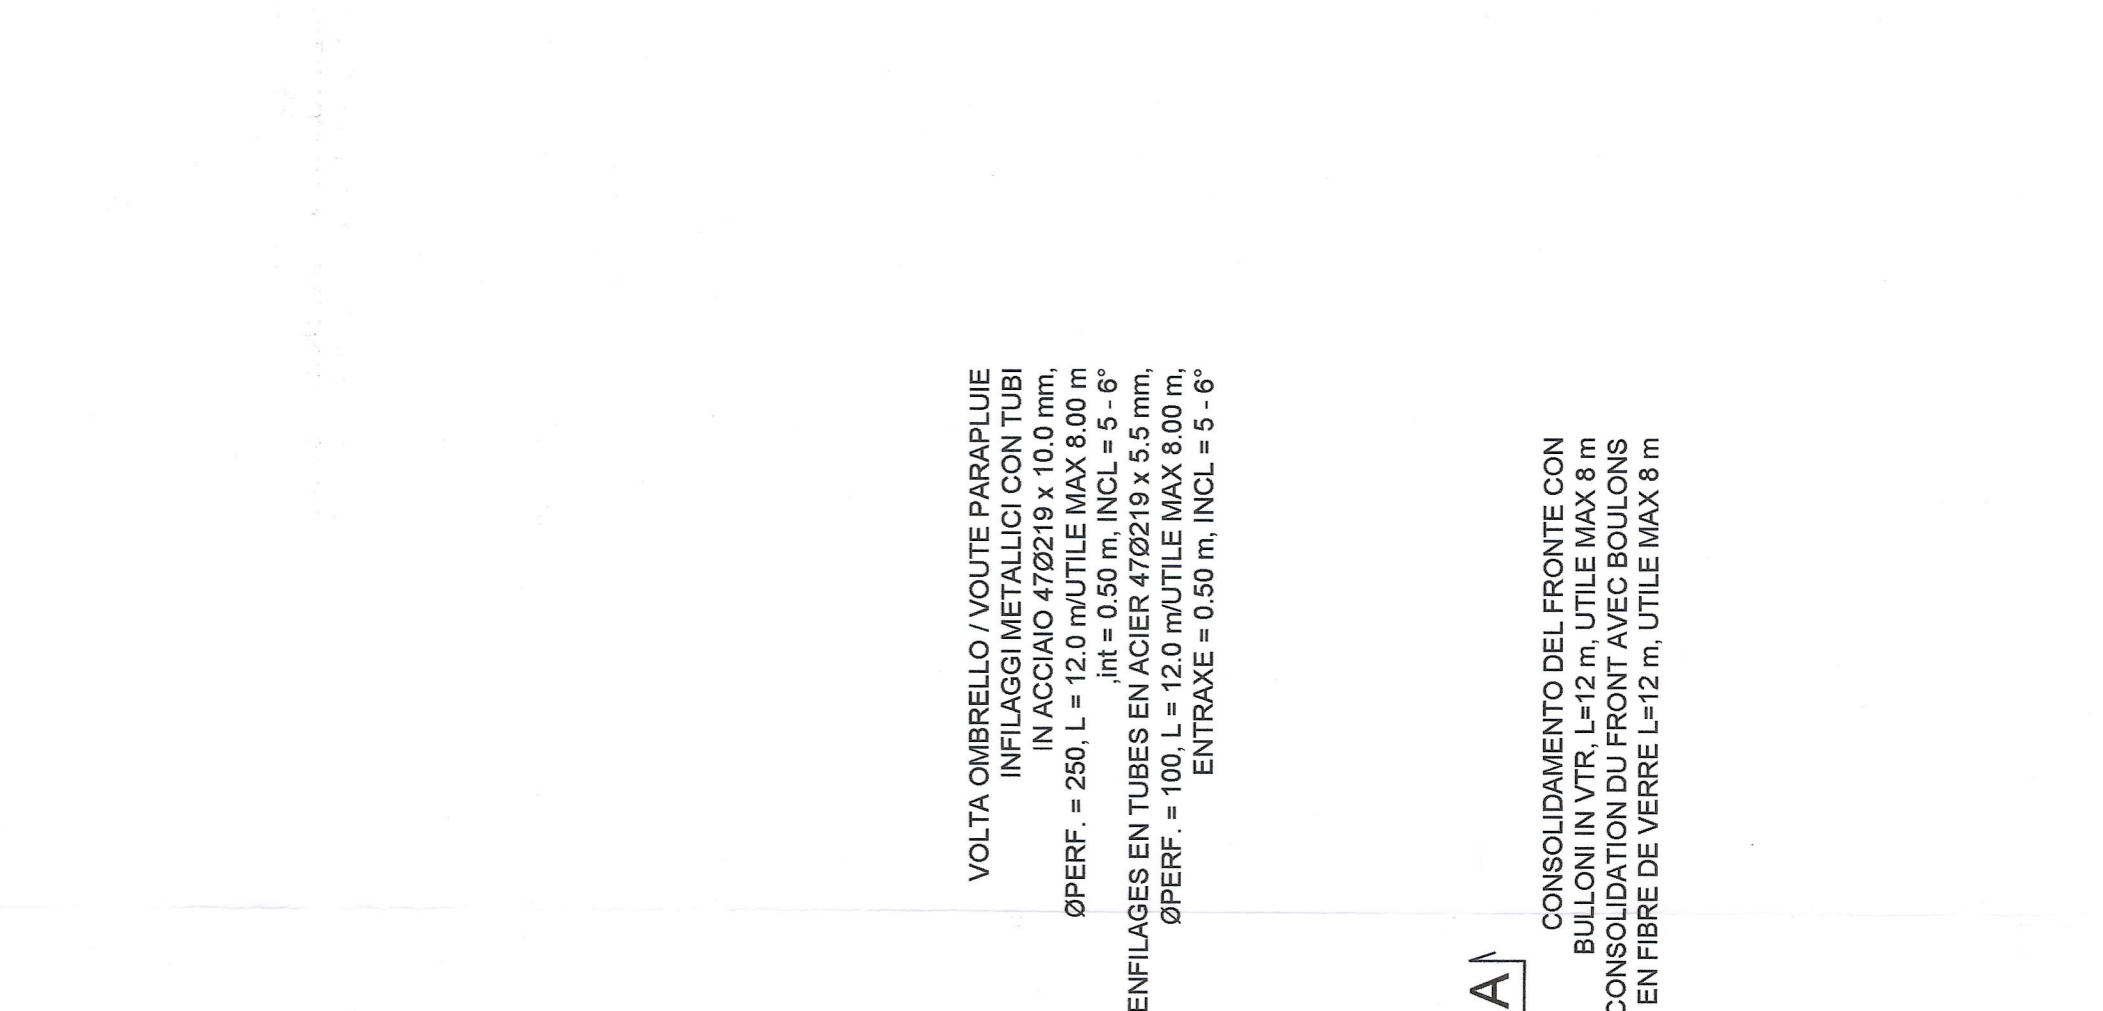 VOLTA OMBRELLO / VOUTE PARAPLUIE
INFILAGGI METALLICI CON TUBI
IN ACCIAIO 47Ø219 x 10.0 mm,
ØPERF. = 250, L = 12.0 m/UTILE MAX 8.00 m
,int = 0.50 m, INCL = 5 - 6°
ENFILAGES EN TUBES EN ACIER 47Ø219 x 5.5 mm,
ØPERF. = 100, L = 12.0 m/UTILE MAX 8.00 m,
ENTRAXE = 0.50 m, INCL = 5 - 6°
A
CONSOLIDAMENTO DEL FRONTE CON
BULLONI IN VTR, L=12 m, UTILE MAX 8 m
CONSOLIDATION DU FRONT AVEC BOULONS
EN FIBRE DE VERRE L=12 m, UTILE MAX 8 m